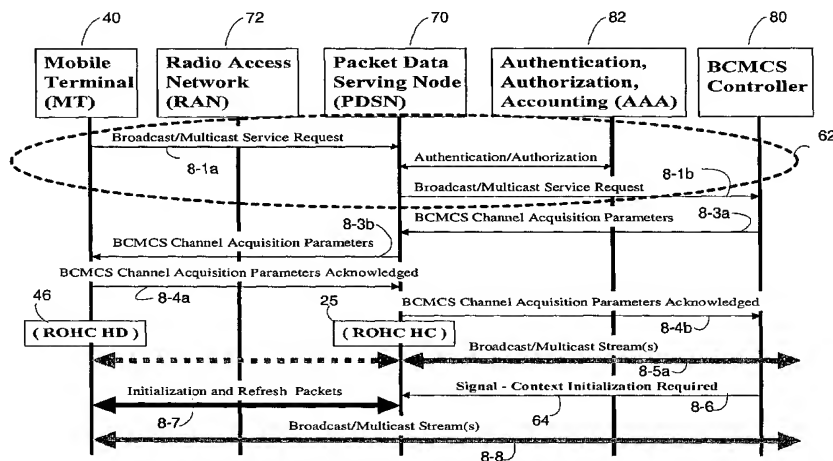 40
72
70
82
80
Mobile
Terminal
(MT)
Radio Access
Network
(RAN)
Packet Data
Serving Node
(PDSN)
Authentication,
Authorization,
Accounting (AAA)
BCMCS
Controller
62
Broadcast/Multicast Service Request
8-1a
Authentication/Authorization
8-1b
Broadcast/Multicast Service Request
8-3b
BCMCS Channel Acquisition Parameters
8-3a
BCMCS Channel Acquisition Parameters
BCMCS Channel Acquisition Parameters Acknowledged
46
8-4a
25
BCMCS Channel Acquisition Parameters Acknowledged
8-4b
(ROHC HD)
(ROHC HC)
Broadcast/Multicast Stream(s)
8-5a
Initialization and Refresh Packets
Signal - Context Initialization Required
8-7
64
8-6
Broadcast/Multicast Stream(s)
8-8